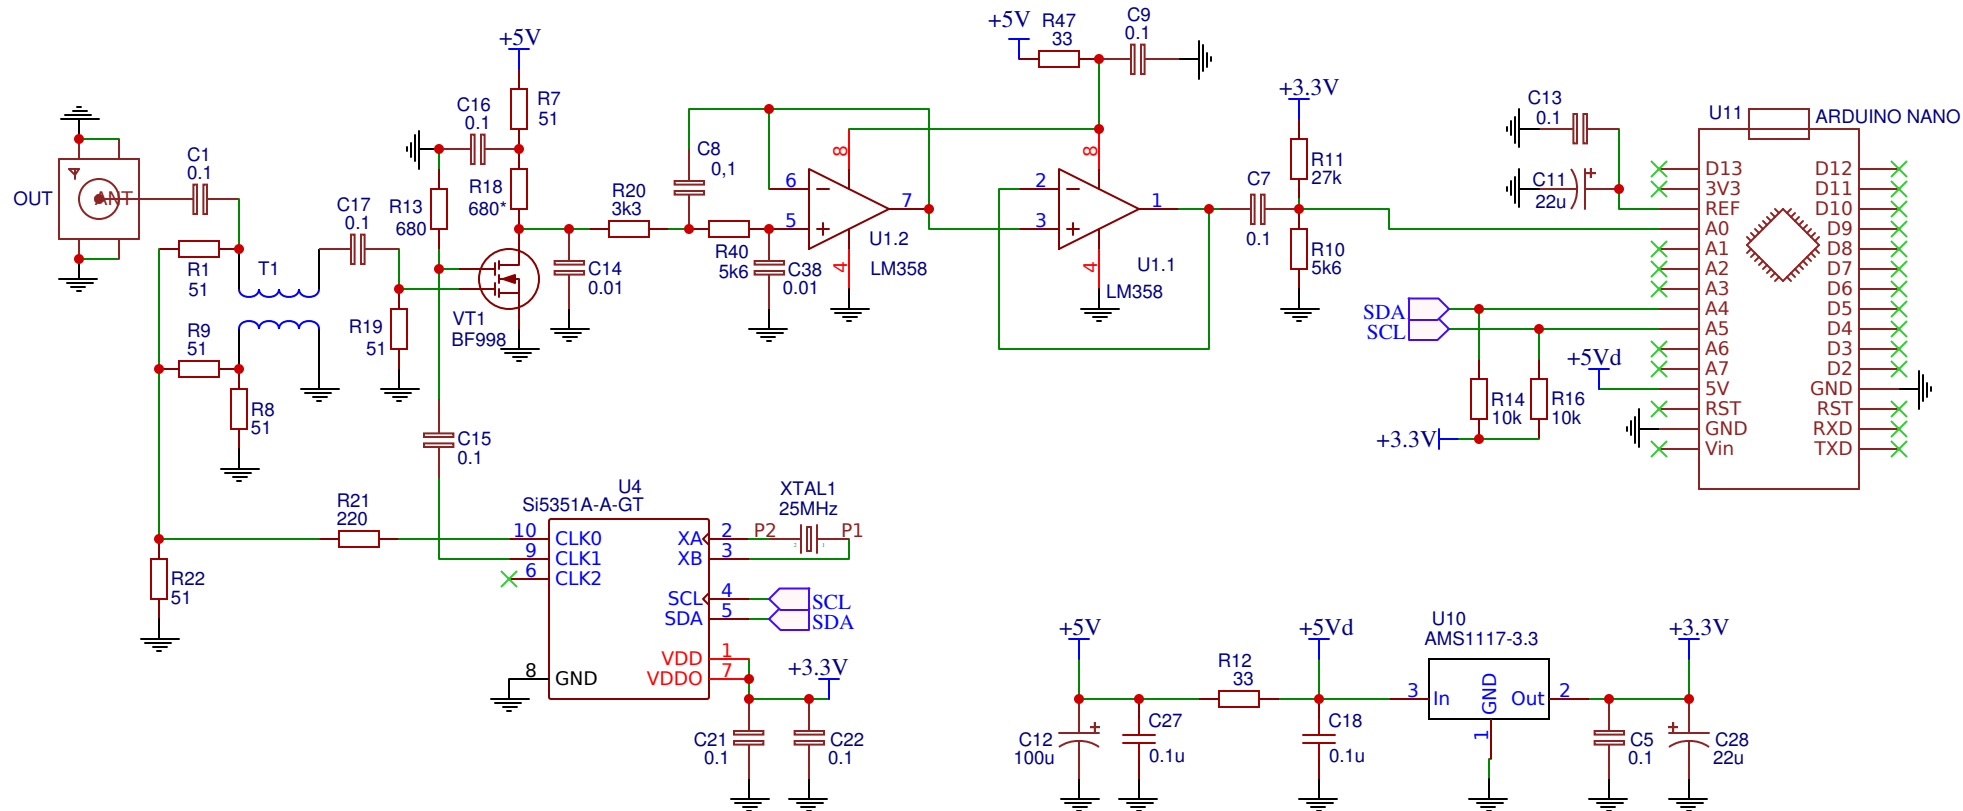 +5V
R47
33
C9
0.1
+5V
R7
51
C16
0.1
R13
680
R18
680*
C1
0.1
OUT
ANT
C17
0.1
R1
51
T1
R9
51
R8
51
R19
51
VT1
BF998
R20
3k3
C14
0.01
C8
0,1
R40
5k6
C38
0.01
6
5
7
8
4
U1.2
LM358
2
3
1
8
4
U1.1
LM358
C7
0.1
+3.3V
R11
27k
R10
5k6
C13
0.1
C11
22u
U11
ARDUINO NANO
D13
3V3
REF
A0
A1
A2
A3
A4
A5
A6
A7
5V
RST
GND
Vin
D12
D11
D10
D9
D8
D7
D6
D5
D4
D3
D2
GND
RST
RXD
TXD
SDA
SCL
+5Vd
R14
10k
R16
10k
+3.3V
C15
0.1
R21
220
R22
51
U4
Si5351A-A-GT
10 CLK0
9 CLK1
6 CLK2
8 GND
XA 2
XB 3
SCL 4
SDA 5
VDD 1
VDDO 7
XTAL1
25MHz
P2
P1
SCL
SDA
+3.3V
C21
0.1
C22
0.1
+5V
C12
100u
C27
0.1u
R12
33
+5Vd
C18
0.1u
U10
AMS1117-3.3
3 In
GND
1
Out 2
+3.3V
C5
0.1
C28
22u